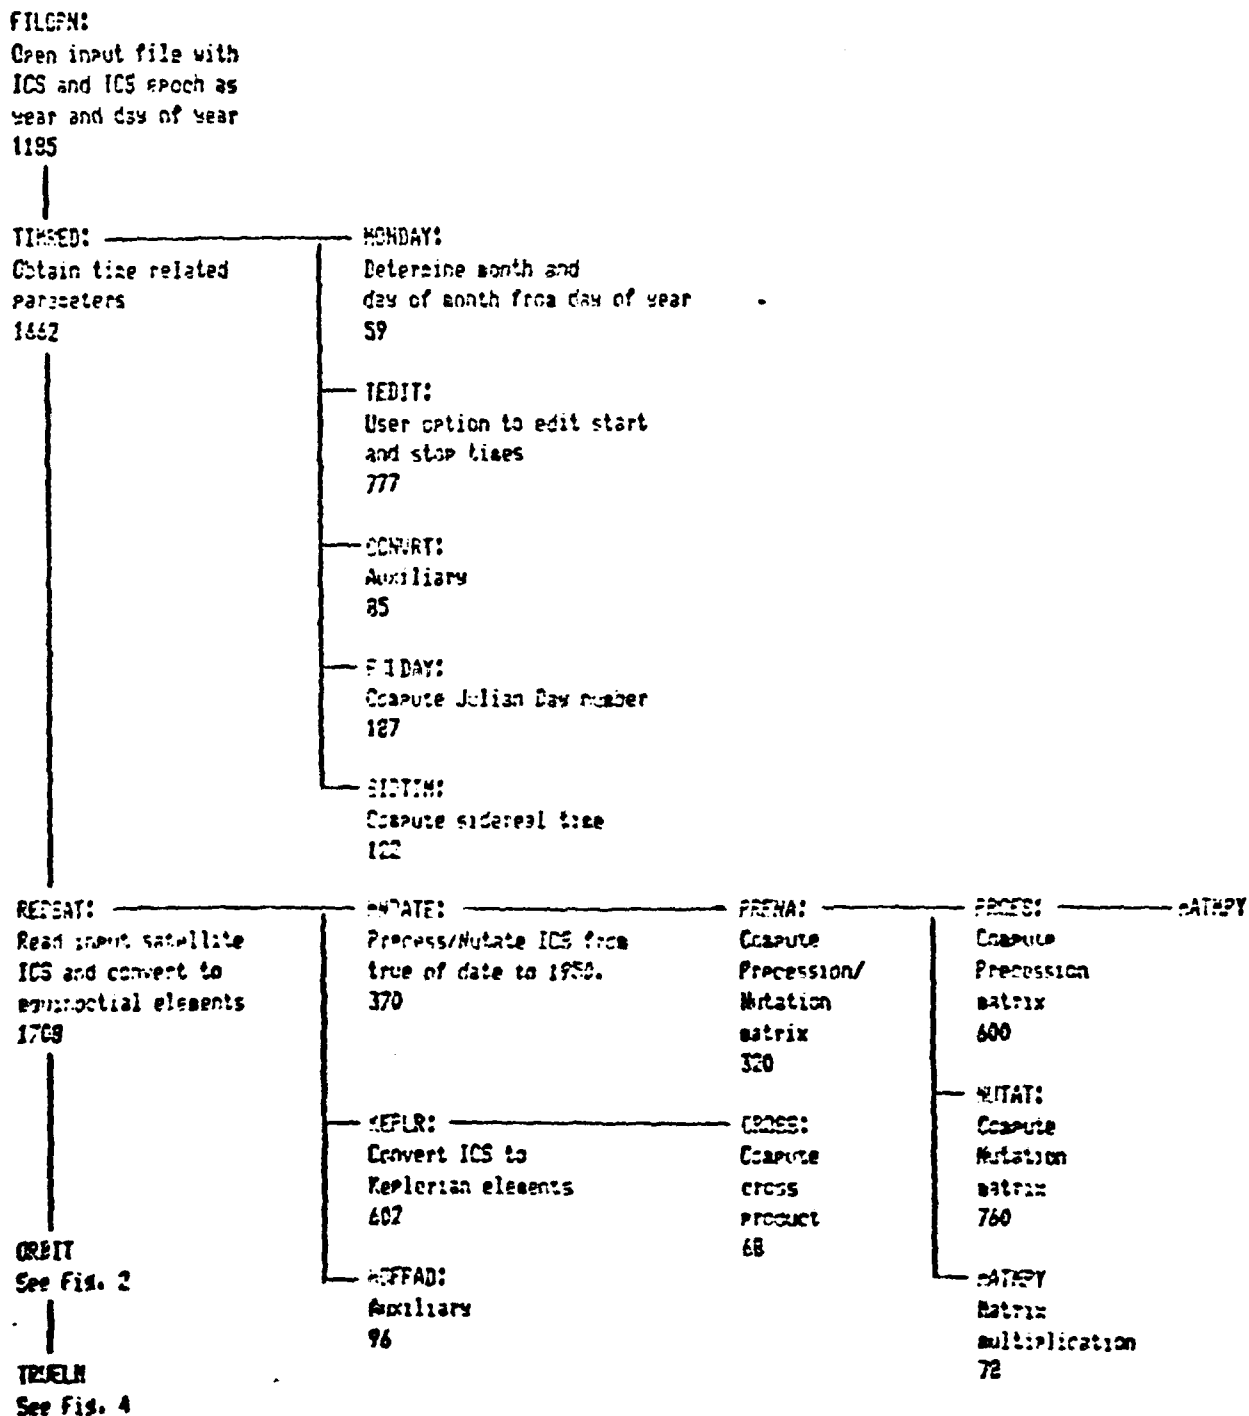 FILOPN:
Open input file with
ICS and ICS epoch as
year and day of year
1185
TIMRED:
Obtain time related
parameters
1662
MONDAY:
Determine month and
day of month from day of year
59
TEDIT:
User option to edit start
and stop times
777
CONVRT:
Auxiliary
85
Compute Julian Day number
187
SIDTIM:
Compute sidereal time
122
REDSAT:
Read input satellite
ICS and convert to
equinoctial elements
1708
Precess/Nutate ICS from
true of date to 1950.
370
PRENA:
Compute
Precession/
Nutation
matrix
320
PRCES:
Compute
Precession
matrix
600
MATMPY
NUTAT:
Compute
Nutation
matrix
760
MATMPY
Matrix
multiplication
72
KEPLR:
Convert ICS to
Keplerian elements
602
CROSS:
Compute
cross
product
68
Auxiliary
96
ORBIT
See Fig. 2
TRUELM
See Fig. 4